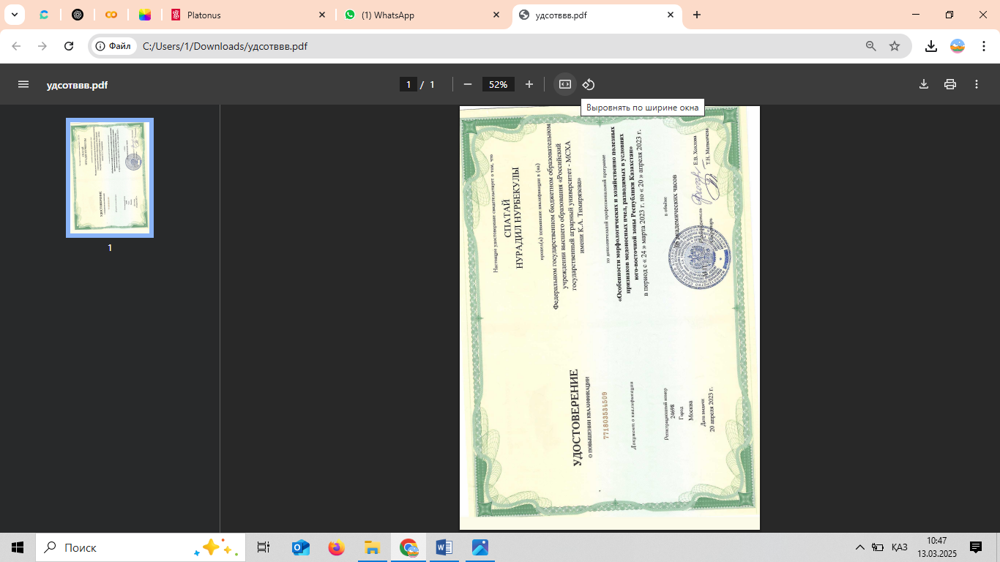 Platonus
(1) WhatsApp
удсотввв.pdf
Файл
C:/Users/1/Downloads/удсотввв.pdf
удсотввв.pdf
1 / 1
52%
Выровнять по ширине окна
1
УДОСТОВЕРЕНИЕ
О ПОВЫШЕНИИ КВАЛИФИКАЦИИ
771803534509
Документ о квалификации
Регистрационный номер
24698
Город
Москва
Дата выдачи
20 апреля 2023 г.
Настоящее удостоверение свидетельствует о том, что
СПАТАЙ
НУРАДИЛ НУРБЕКУЛЫ
прошел(а) повышение квалификации в (на)
Федеральном государственном бюджетном образовательном
учреждении высшего образования «Российский
государственный аграрный университет - МСХА
имени К.А. Тимирязева»
по дополнительной профессиональной программе
«Особенности морфологических и хозяйственно полезных
признаков медоносных пчел, разводимых в условиях
юго-восточной зоны Республики Казахстан»
в период с « 24 » марта 2023 г. по « 20 » апреля 2023 г.
в объёме
академических часов
Е.В. Хохлова
Т.Н.
Поиск
ҚАЗ
10:47
13.03.2025